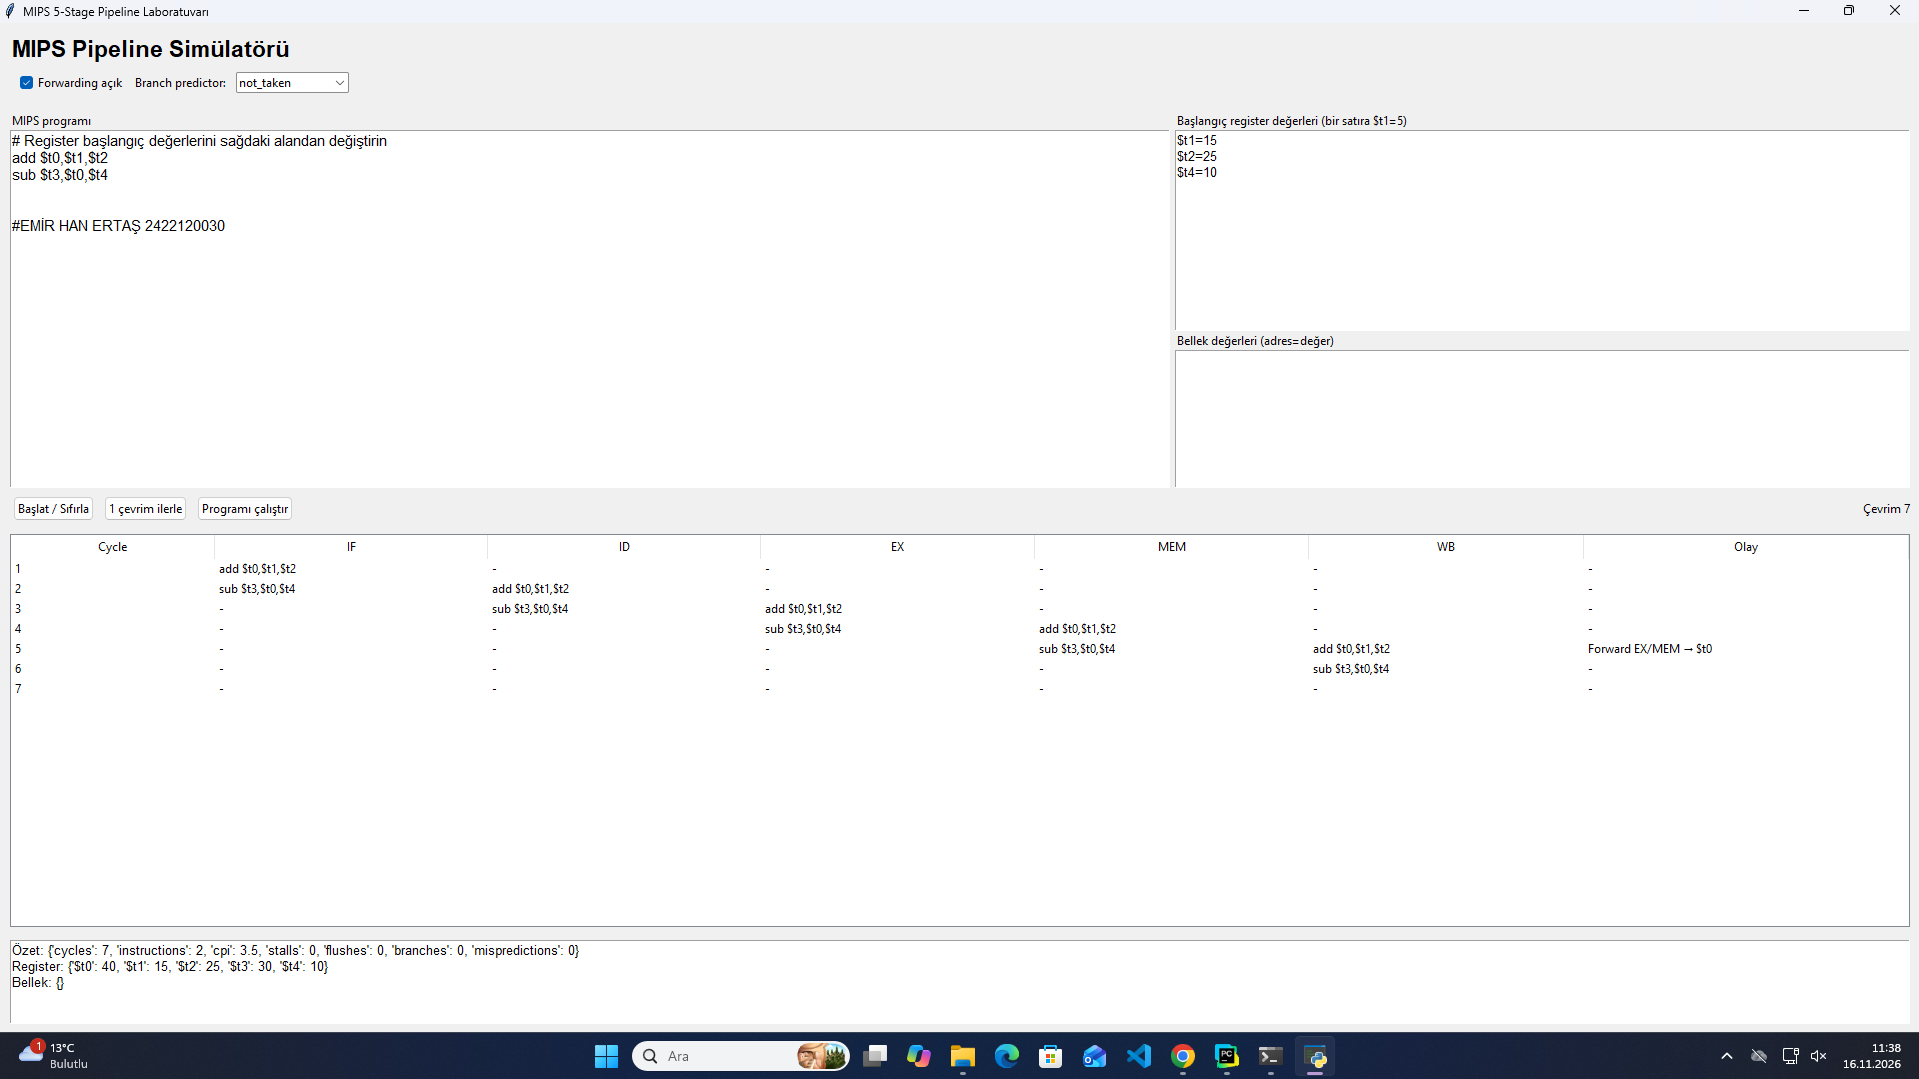 MIPS 5-Stage Pipeline Laboratuvarı
MIPS Pipeline Simülatörü
Forwarding açık Branch predictor: not_taken
MIPS programı
# Register başlangıç değerlerini sağdaki alandan değiştirin
add $t0,$t1,$t2
sub $t3,$t0,$t4
#EMİR HAN ERTAŞ 2422120030
Başlangıç register değerleri (bir satıra $t1=5)
$t1=15
$t2=25
$t4=10
Bellek değerleri (adres=değer)
Başlat / Sıfırla 1 çevrim ilerle Programı çalıştır Çevrim 7
Cycle IF ID EX MEM WB Olay
1 add $t0,$t1,$t2 - - - - -
2 sub $t3,$t0,$t4 add $t0,$t1,$t2 - - - -
3 - sub $t3,$t0,$t4 add $t0,$t1,$t2 - - -
4 - - sub $t3,$t0,$t4 add $t0,$t1,$t2 - -
5 - - - sub $t3,$t0,$t4 add $t0,$t1,$t2 Forward EX/MEM → $t0
6 - - - - sub $t3,$t0,$t4 -
7 - - - - - -
Özet: {'cycles': 7, 'instructions': 2, 'cpi': 3.5, 'stalls': 0, 'flushes': 0, 'branches': 0, 'mispredictions': 0}
Register: {'$t0': 40, '$t1': 15, '$t2': 25, '$t3': 30, '$t4': 10}
Bellek: {}
1
13°C
Bulutlu
Ara
PC
11:38
16.11.2026